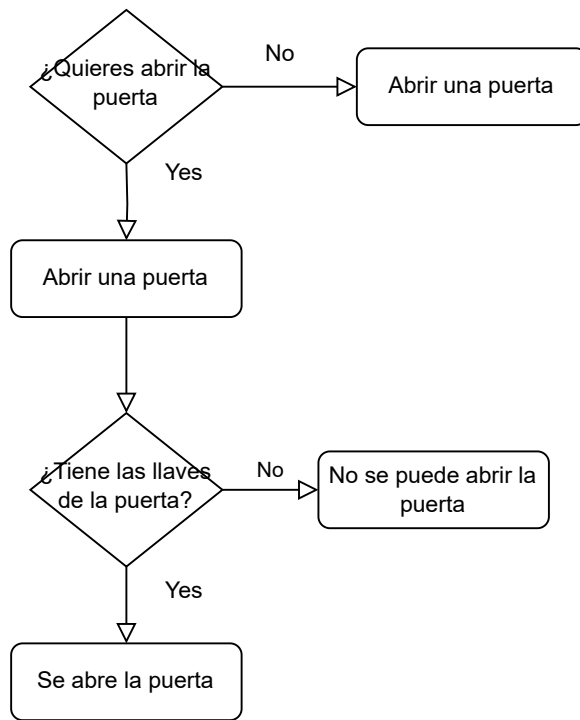 ¿Quieres abrir la
puerta
No
Abrir una puerta
Yes
Abrir una puerta
¿Tiene las llaves
de la puerta?
No
No se puede abrir la
puerta
Yes
Se abre la puerta